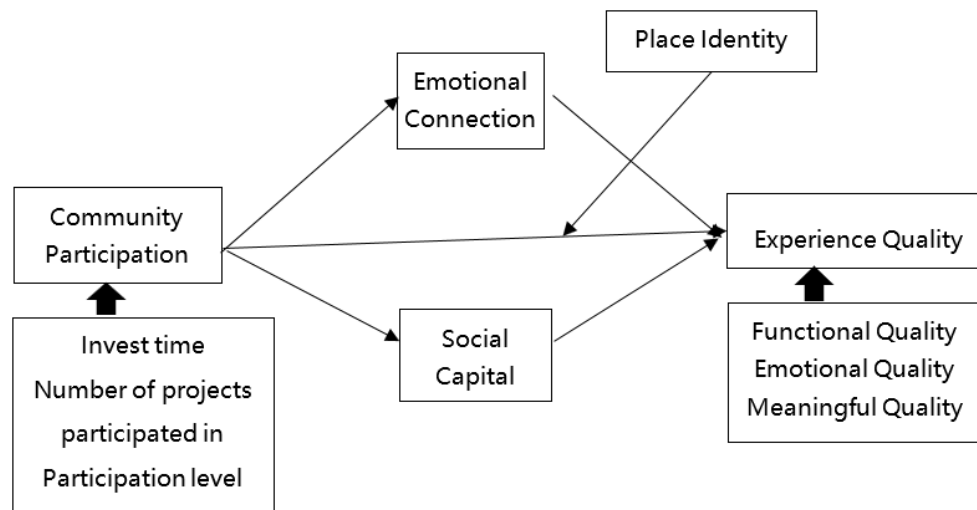 Place Identity
Emotional
Connection
Community
Participation
Experience Quality
Social
Capital
Invest time
Number of projects
participated in
Participation level
Functional Quality
Emotional Quality
Meaningful Quality